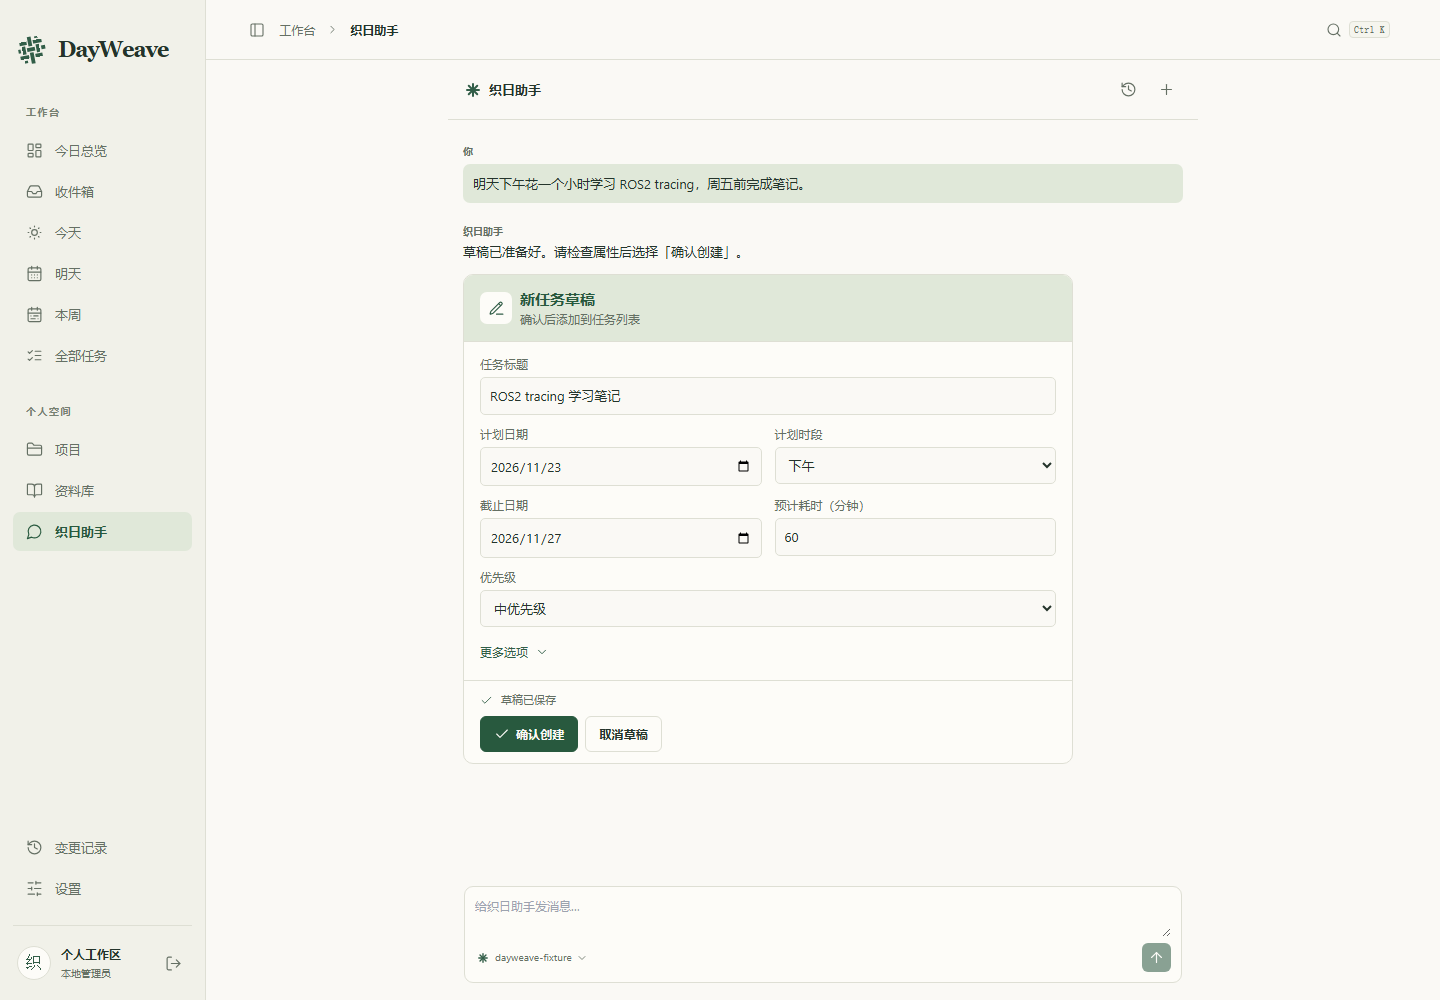 DayWeave
工作台
今日总览
收件箱
今天
明天
本周
全部任务
个人空间
项目
资料库
织日助手
变更记录
设置
织
个人工作区
本地管理员
工作台
织日助手
Ctrl K
织日助手
你
明天下午花一个小时学习 ROS2 tracing，周五前完成笔记。
织日助手
草稿已准备好。请检查属性后选择「确认创建」。
新任务草稿
确认后添加到任务列表
任务标题
ROS2 tracing 学习笔记
计划日期
计划时段
2026/11/23
下午
截止日期
预计耗时（分钟）
2026/11/27
60
优先级
中优先级
更多选项
草稿已保存
确认创建
取消草稿
给织日助手发消息...
dayweave-fixture